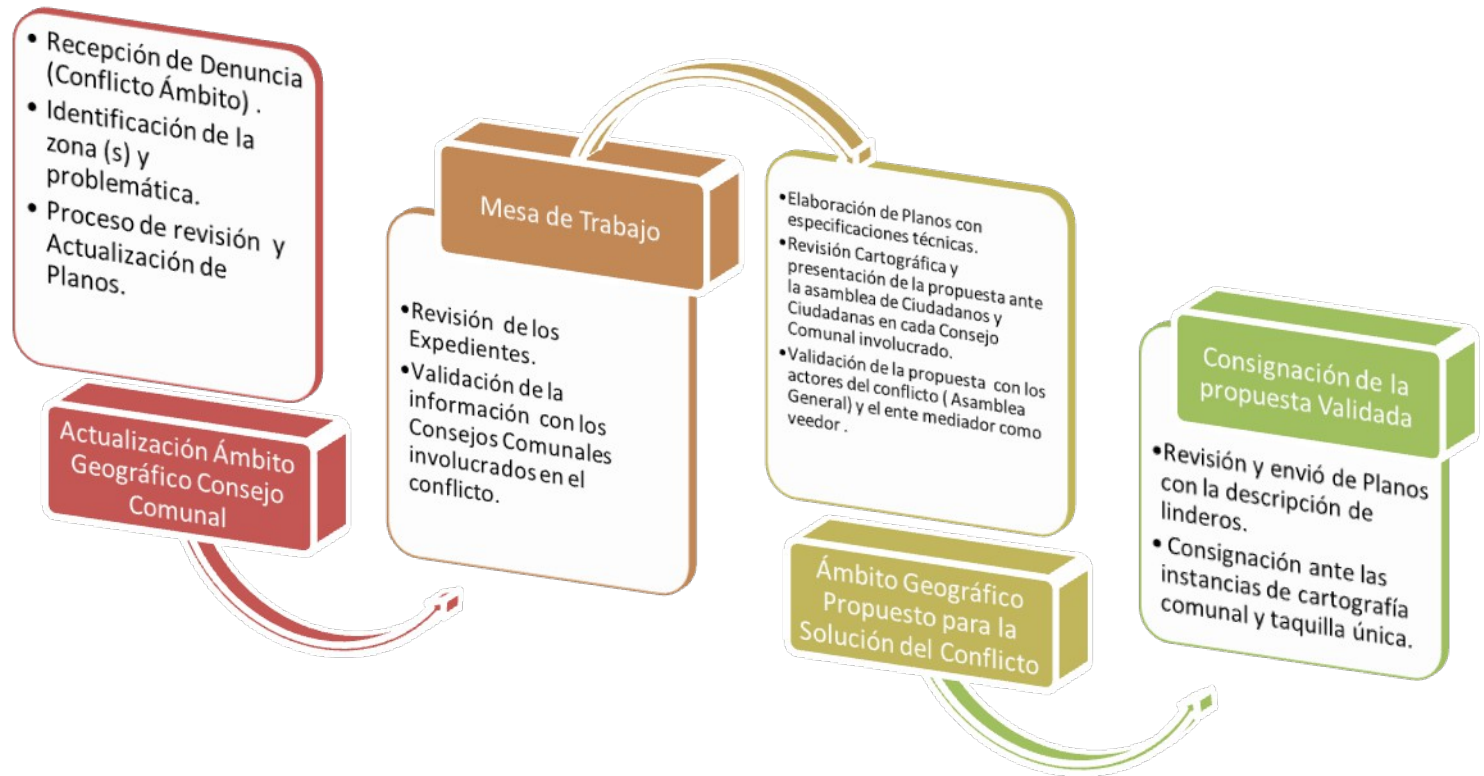 • Recepción de Denuncia
(Conflicto Ámbito) .
• Identificación de la
zona (s) y
problemática.
• Proceso de revisión y
Actualización de
Planos.
Actualización Ámbito
Geográfico Consejo
Comunal
Mesa de Trabajo
•Revisión de los
Expedientes.
•Validación de la
información con los
Consejos Comunales
involucrados en el
conflicto.
•Elaboración de Planos con
especificaciones técnicas.
•Revisión Cartográfica y
presentación de la propuesta ante
la asamblea de Ciudadanos y
Ciudadanas en cada Consejo
Comunal involucrado.
•Validación de la propuesta con los
actores del conflicto ( Asamblea
General) y el ente mediador como
veedor .
Ámbito Geográfico
Propuesto para la
Solución del Conflicto
Consignación de la
propuesta Validada
•Revisión y envió de Planos
con la descripción de
linderos.
• Consignación ante las
instancias de cartografía
comunal y taquilla única.